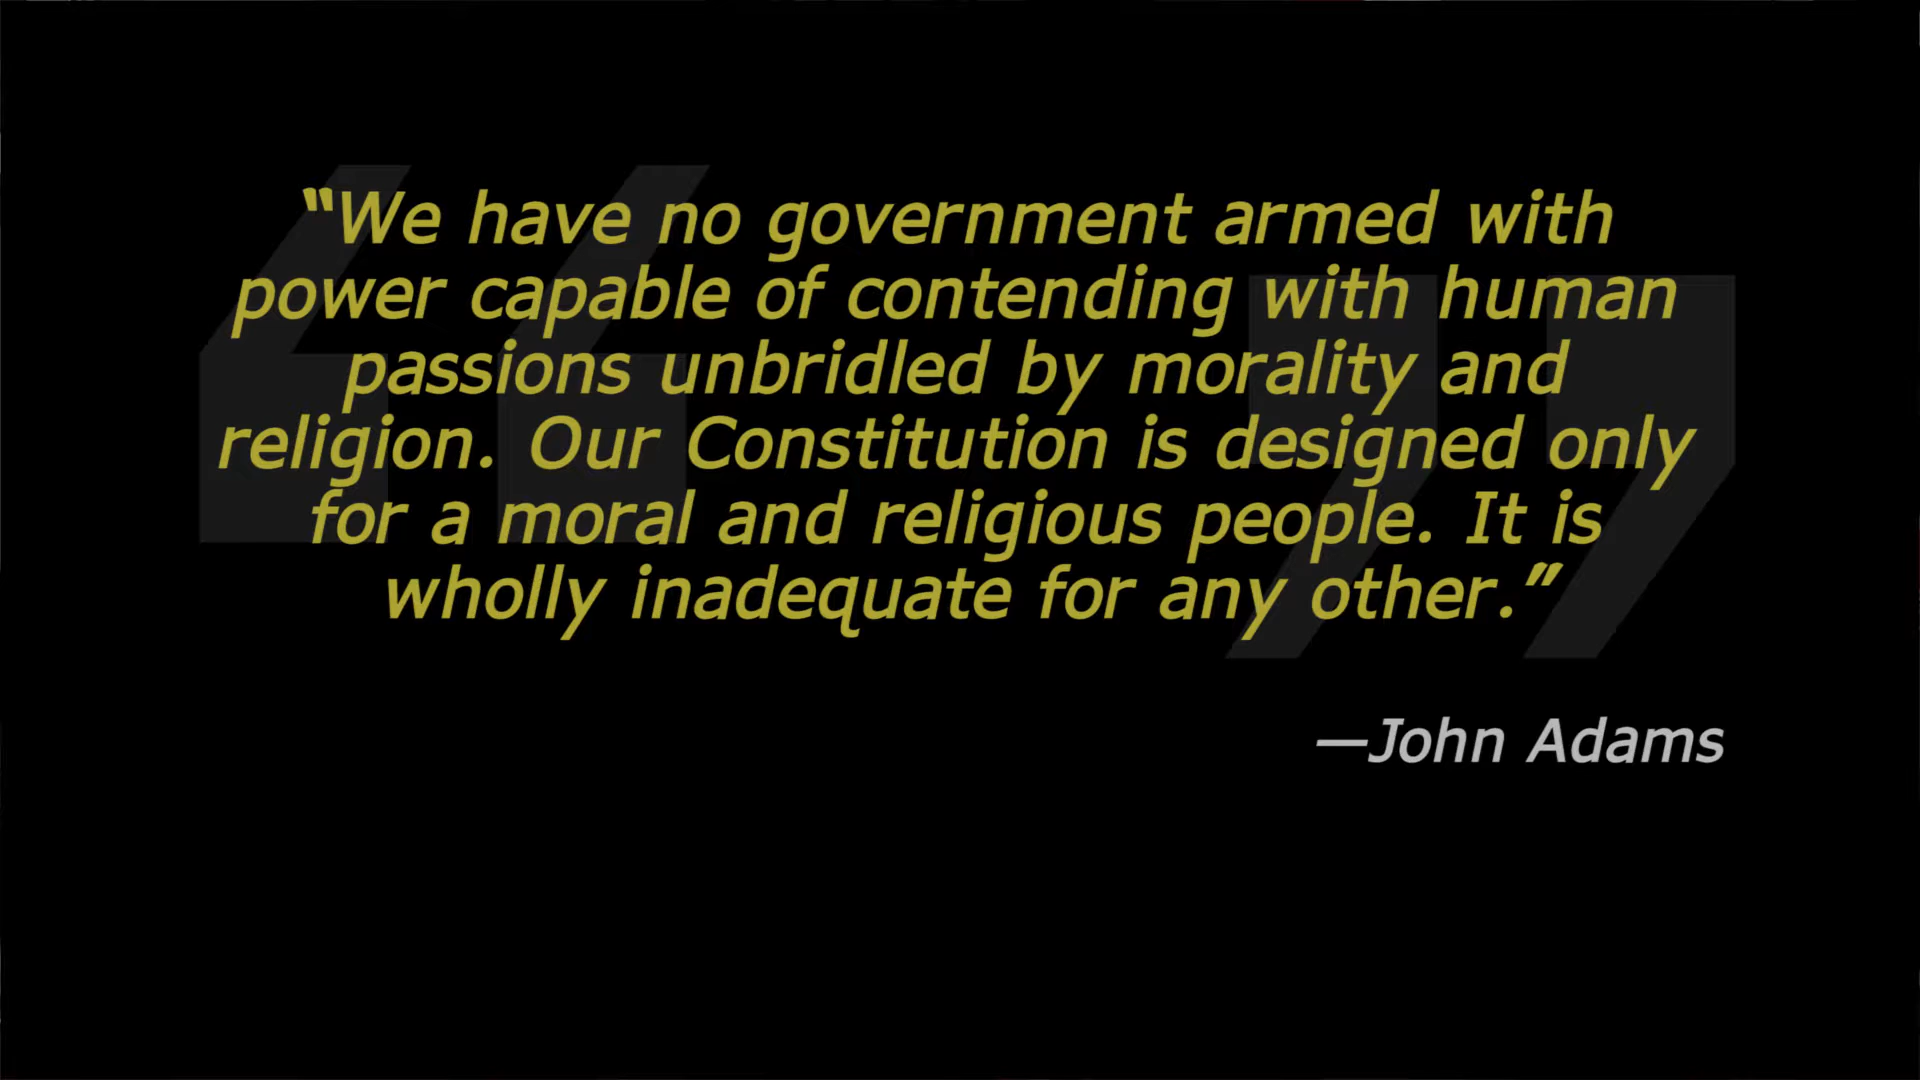 “We have no government armed with
power capable of contending with human
passions unbridled by morality and
religion. Our Constitution is designed only
for a moral and religious people. It is
wholly inadequate for any other.”
—John Adams